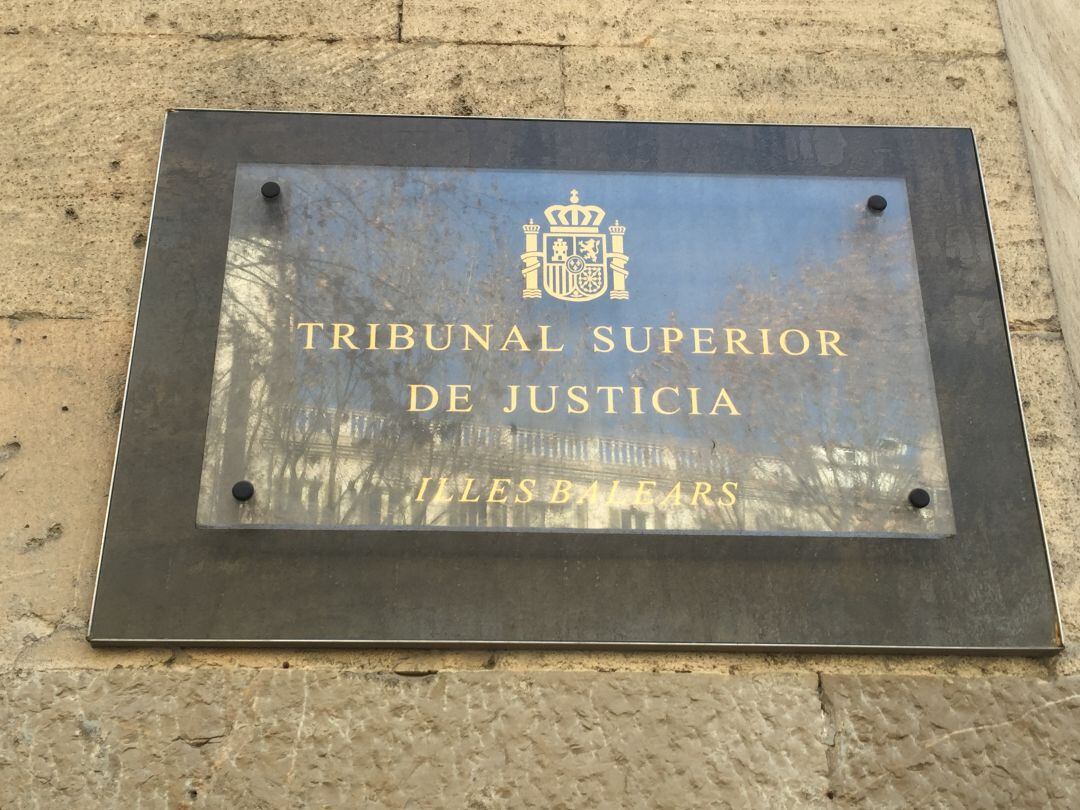 TRIBUNAL SUPERIOR
DE JUSTICIA
ILLES BALEARS